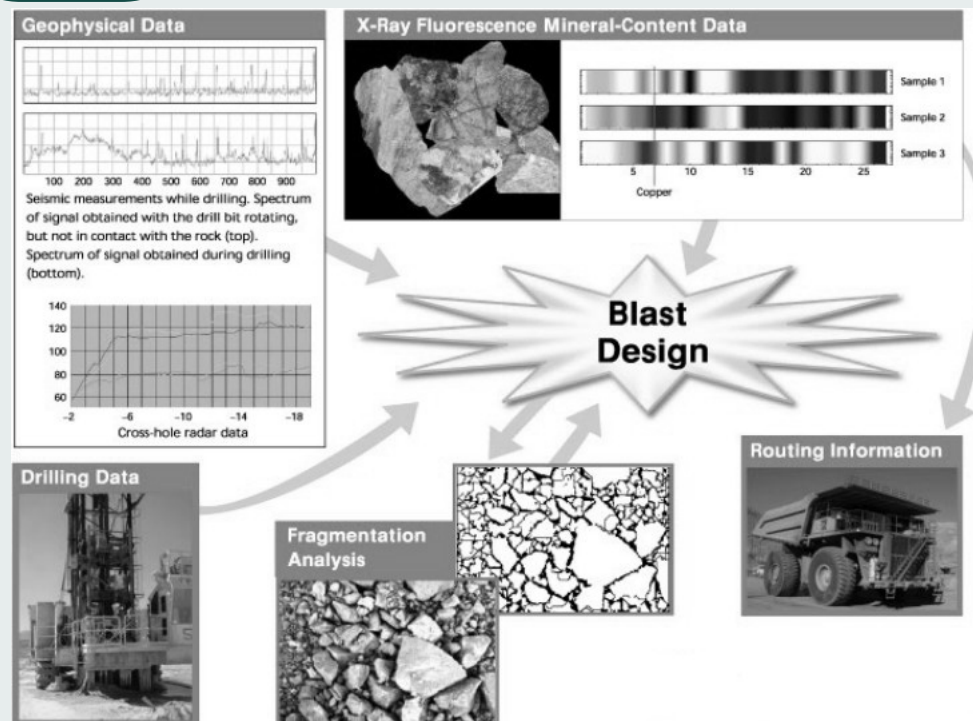 Geophysical Data
100 200 300 400 500 600 700 800 900
Seismic measurements while drilling. Spectrum
of signal obtained with the drill bit rotating,
but not in contact with the rock (top).
Spectrum of signal obtained during drilling
(bottom).
140
120
100
80
60
-2 -6 -10 -14 -18
Cross-hole radar data
X-Ray Fluorescence Mineral-Content Data
Sample 1
Sample 2
Sample 3
5 10 15 20 25
Copper
Blast
Design
Drilling Data
Fragmentation
Analysis
Routing Information